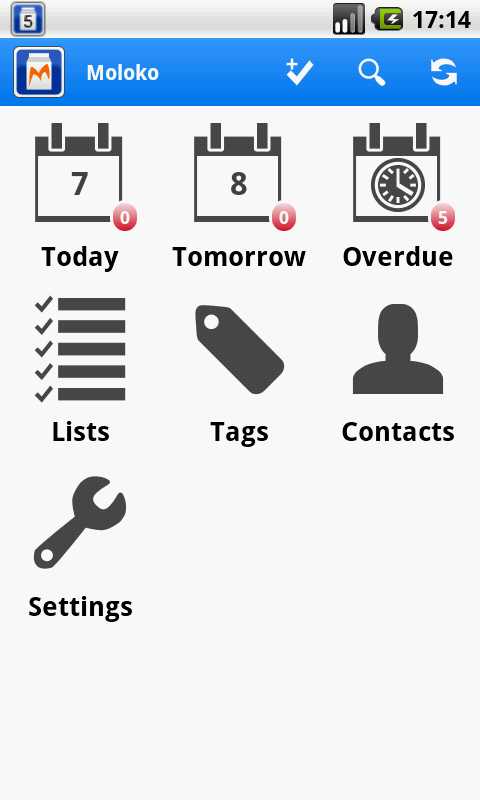 5 17:14
Moloko
7 8
0 0 5
Today Tomorrow Overdue
Lists Tags Contacts
Settings